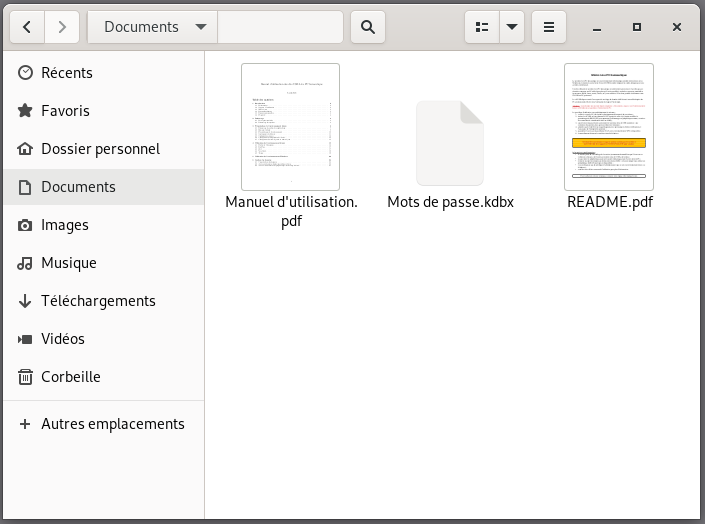 Documents
Récents
Favoris
Dossier personnel
Documents
Images
Musique
Téléchargements
Vidéos
Corbeille
Autres emplacements
Manuel d'utilisation.
pdf
Mots de passe.kdbx
README.pdf